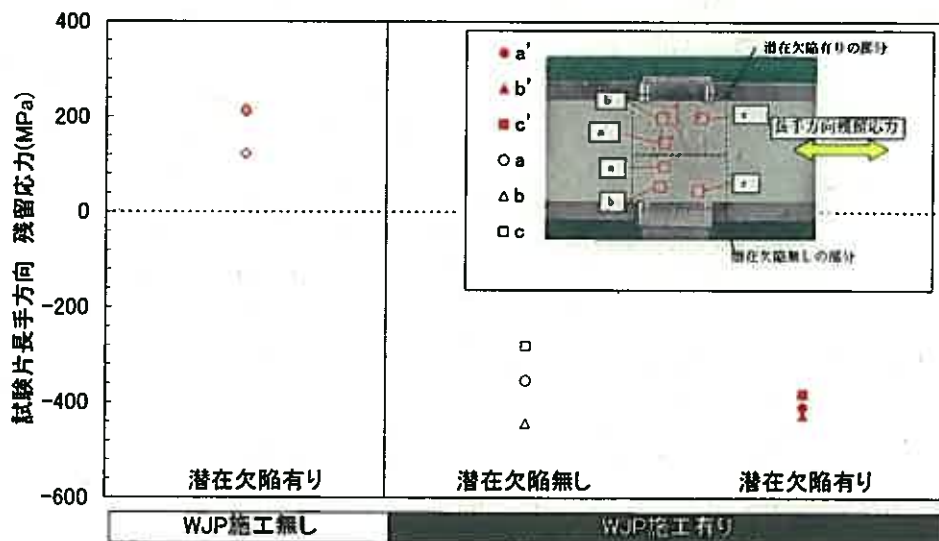 400
200
0
-200
-400
-600
試験片長手方向 残留応力(MPa)
a'
b'
c'
a
b
c
潜在欠陥有りの部分
長手方向残留応力
b
c
a
a
b
潜在欠陥無しの部分
潜在欠陥有り
潜在欠陥無し
潜在欠陥有り
WJP施工無し
WJP施工有り